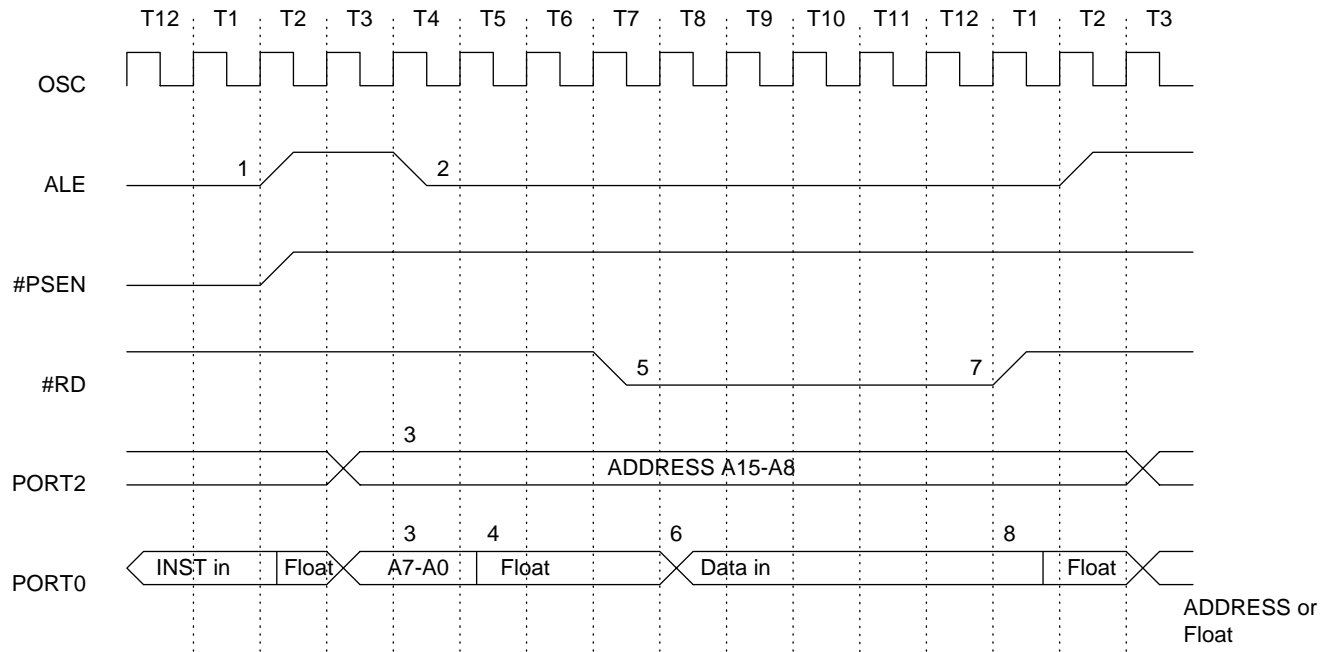 T12 T1 T2 T3 T4 T5 T6 T7 T8 T9 T10 T11 T12 T1 T2 T3
OSC
1 2
ALE
#PSEN
5 7
#RD
3
ADDRESS A15-A8
PORT2
3 4 6 8
INST in Float A7-A0 Float Data in Float
PORT0
ADDRESS or
Float